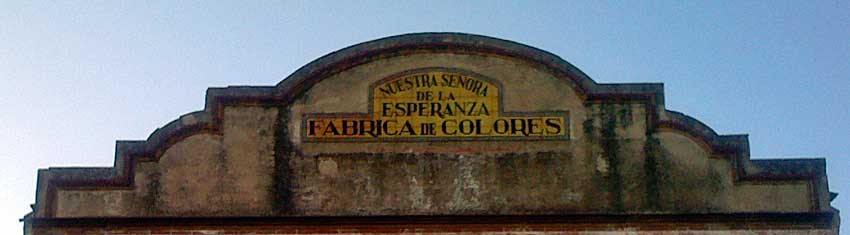 NUESTRA SEÑORA
DE LA
ESPERANZA
FABRICA DE COLORES